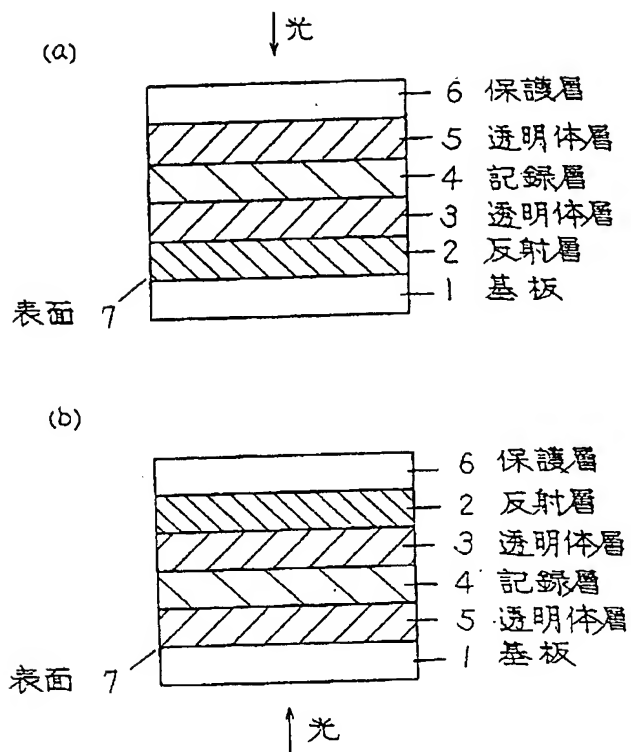 (a)
光
6 保護層
5 透明体層
4 記録層
3 透明体層
2 反射層
1 基板
表面 7
(b)
6 保護層
2 反射層
3 透明体層
4 記録層
5 透明体層
1 基板
表面 7
光